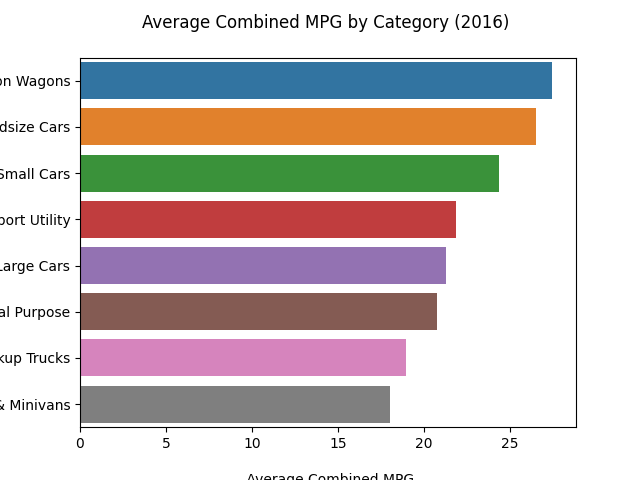 Average Combined MPG by Category (2016)
on Wagons
dsize Cars
Small Cars
port Utility
Large Cars
al Purpose
kup Trucks
& Minivans
0 5 10 15 20 25
Average Combined MPG